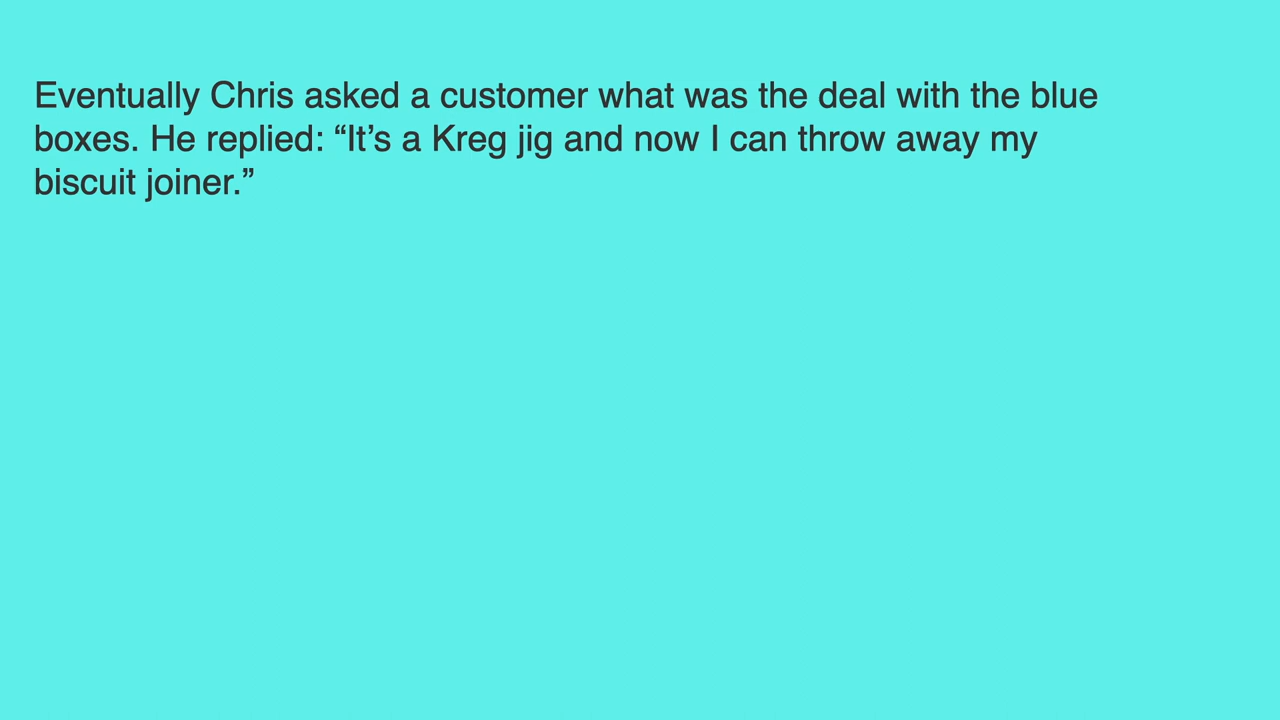 Eventually Chris asked a customer what was the deal with the blue
boxes. He replied: “It’s a Kreg jig and now I can throw away my
biscuit joiner.”